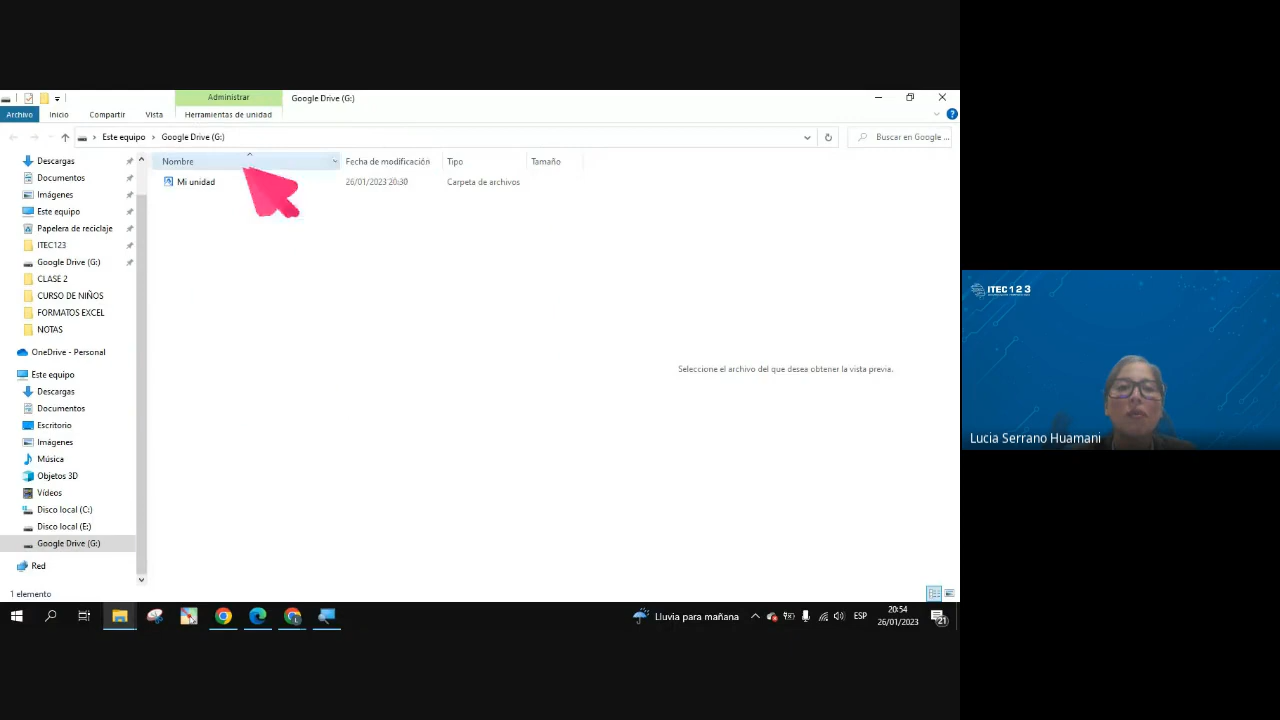 Administrar
Google Drive (G:)
Archivo
Inicio
Compartir
Vista
Herramientas de unidad
Este equipo
Google Drive (G:)
Buscar en Google ...
Nombre
Fecha de modificación
Tipo
Tamaño
Mi unidad
26/01/2023 20:30
Carpeta de archivos
Descargas
Documentos
Imágenes
Este equipo
Papelera de reciclaje
ITEC123
Google Drive (G:)
CLASE 2
CURSO DE NIÑOS
FORMATOS EXCEL
NOTAS
OneDrive - Personal
Este equipo
Descargas
Documentos
Escritorio
Imágenes
Música
Objetos 3D
Vídeos
Disco local (C:)
Disco local (E:)
Google Drive (G:)
Red
Seleccione el archivo del que desea obtener la vista previa.
1 elemento
Lluvia para mañana
ESP
20:54
26/01/2023
21
ITEC 1 2 3
Lucia Serrano Huamani